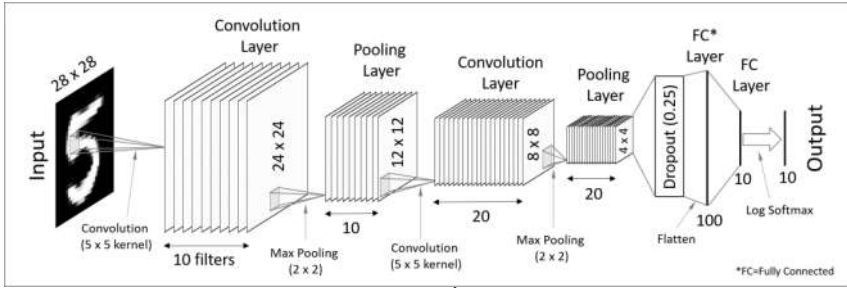 Input
28 x 28
Convolution
(5 x 5 kernel)
Convolution
Layer
24 x 24
10 filters
Max Pooling
(2 x 2)
Pooling
Layer
12 x 12
10
Convolution
(5 x 5 kernel)
Convolution
Layer
8 x 8
20
Max Pooling
(2 x 2)
Pooling
Layer
4 x 4
20
Dropout (0.25)
Flatten
FC*
Layer
100
FC
Layer
10
Log Softmax
10
Output
*FC=Fully Connected
5